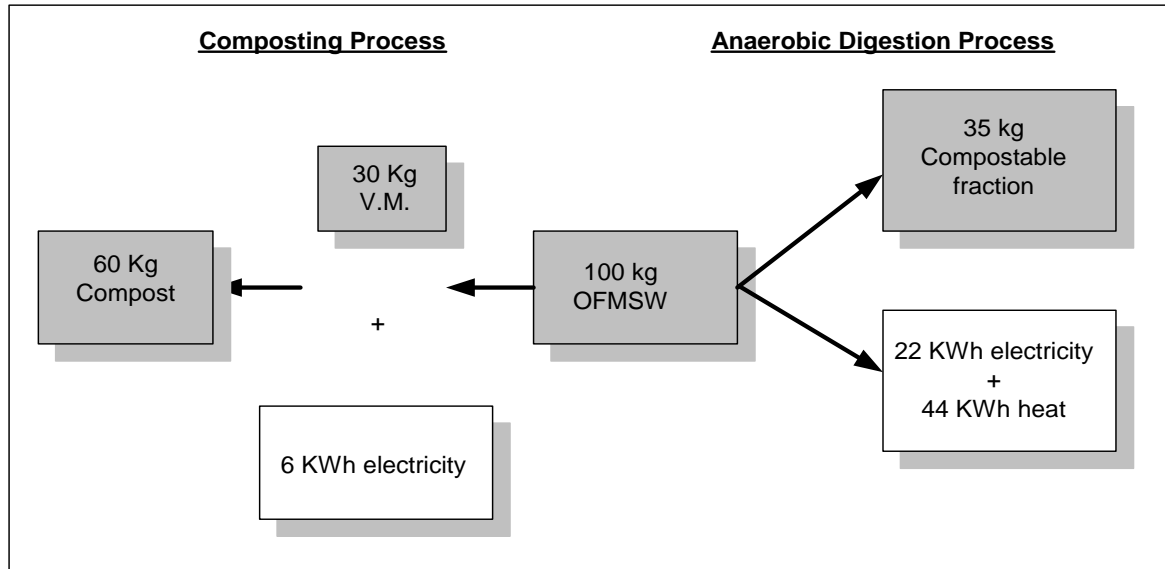 Composting Process
Anaerobic Digestion Process
30 Kg
V.M.
60 Kg
Compost
+
6 KWh electricity
100 kg
OFMSW
35 kg
Compostable
fraction
22 KWh electricity
+
44 KWh heat